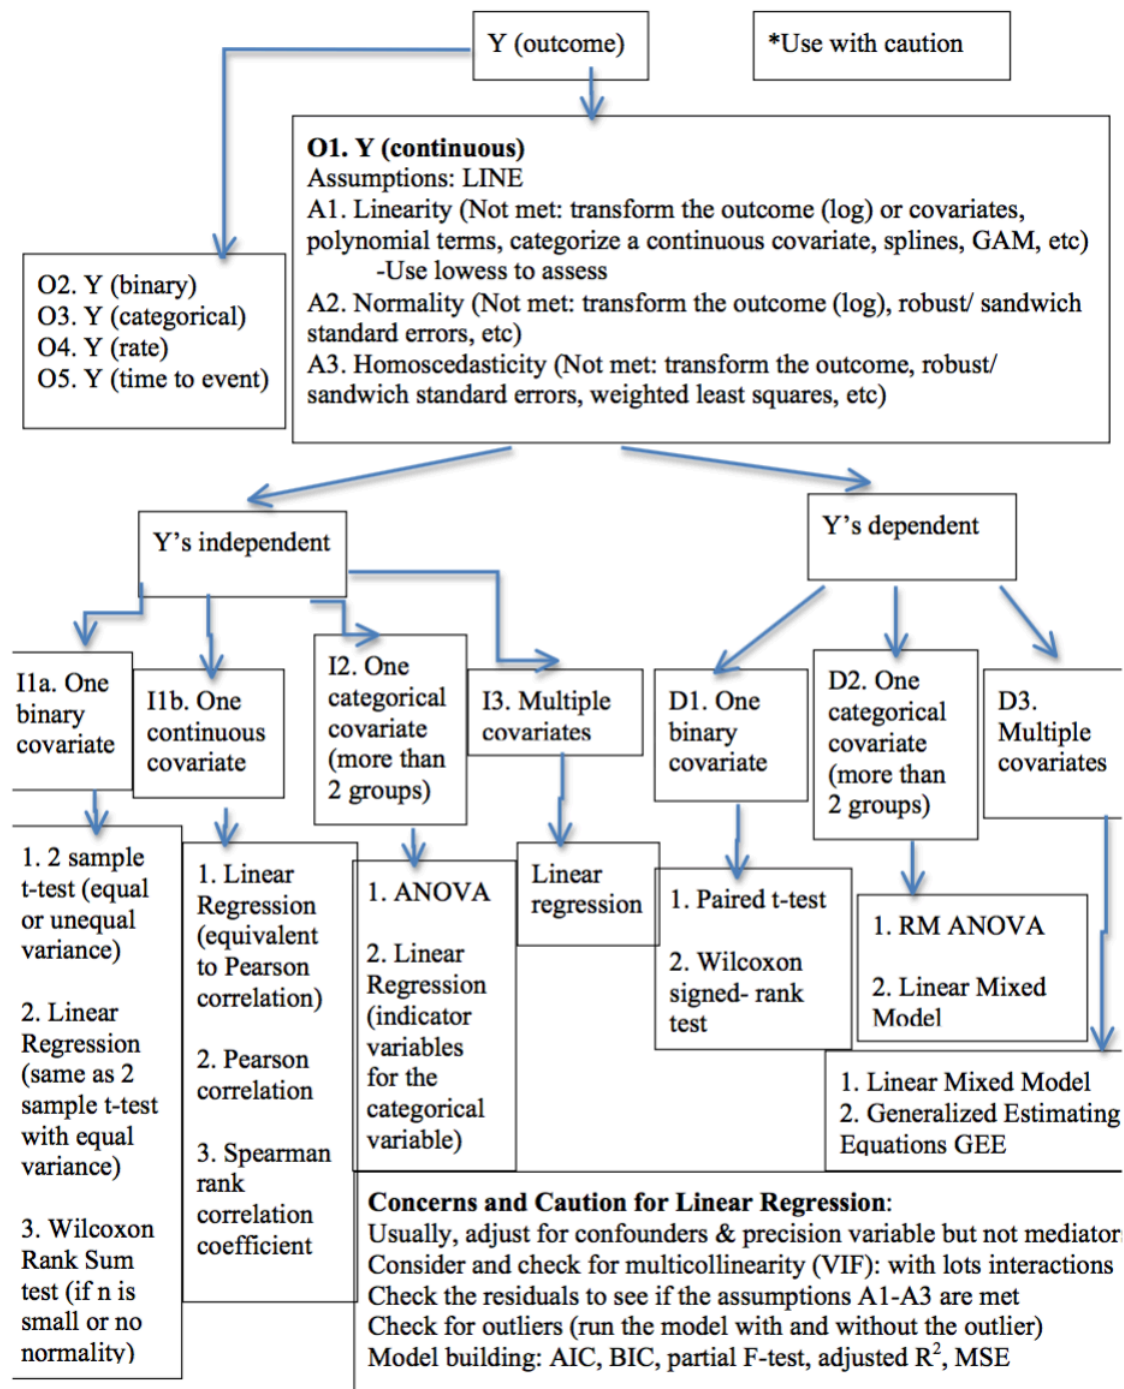 Y (outcome)
*Use with caution
O1. Y (continuous)
Assumptions: LINE
A1. Linearity (Not met: transform the outcome (log) or covariates,
polynomial terms, categorize a continuous covariate, splines, GAM, etc)
-Use lowess to assess
A2. Normality (Not met: transform the outcome (log), robust/ sandwich
standard errors, etc)
A3. Homoscedasticity (Not met: transform the outcome, robust/
sandwich standard errors, weighted least squares, etc)
O2. Y (binary)
O3. Y (categorical)
O4. Y (rate)
O5. Y (time to event)
Y's independent
Y's dependent
I1a. One
binary
covariate
I1b. One
continuous
covariate
I2. One
categorical
covariate
(more than
2 groups)
I3. Multiple
covariates
D1. One
binary
covariate
D2. One
categorical
covariate
(more than
2 groups)
D3.
Multiple
covariates
1. 2 sample
t-test (equal
or unequal
variance)
2. Linear
Regression
(same as 2
sample t-test
with equal
variance)
3. Wilcoxon
Rank Sum
test (if n is
small or no
normality)
1. Linear
Regression
(equivalent
to Pearson
correlation)
2. Pearson
correlation
3. Spearman
rank
correlation
coefficient
1. ANOVA
2. Linear
Regression
(indicator
variables
for the
categorical
variable)
Linear
regression
1. Paired t-test
2. Wilcoxon
signed- rank
test
1. RM ANOVA
2. Linear Mixed
Model
1. Linear Mixed Model
2. Generalized Estimating
Equations GEE
Concerns and Caution for Linear Regression:
Usually, adjust for confounders & precision variable but not mediator
Consider and check for multicollinearity (VIF): with lots interactions
Check the residuals to see if the assumptions A1-A3 are met
Check for outliers (run the model with and without the outlier)
Model building: AIC, BIC, partial F-test, adjusted R², MSE